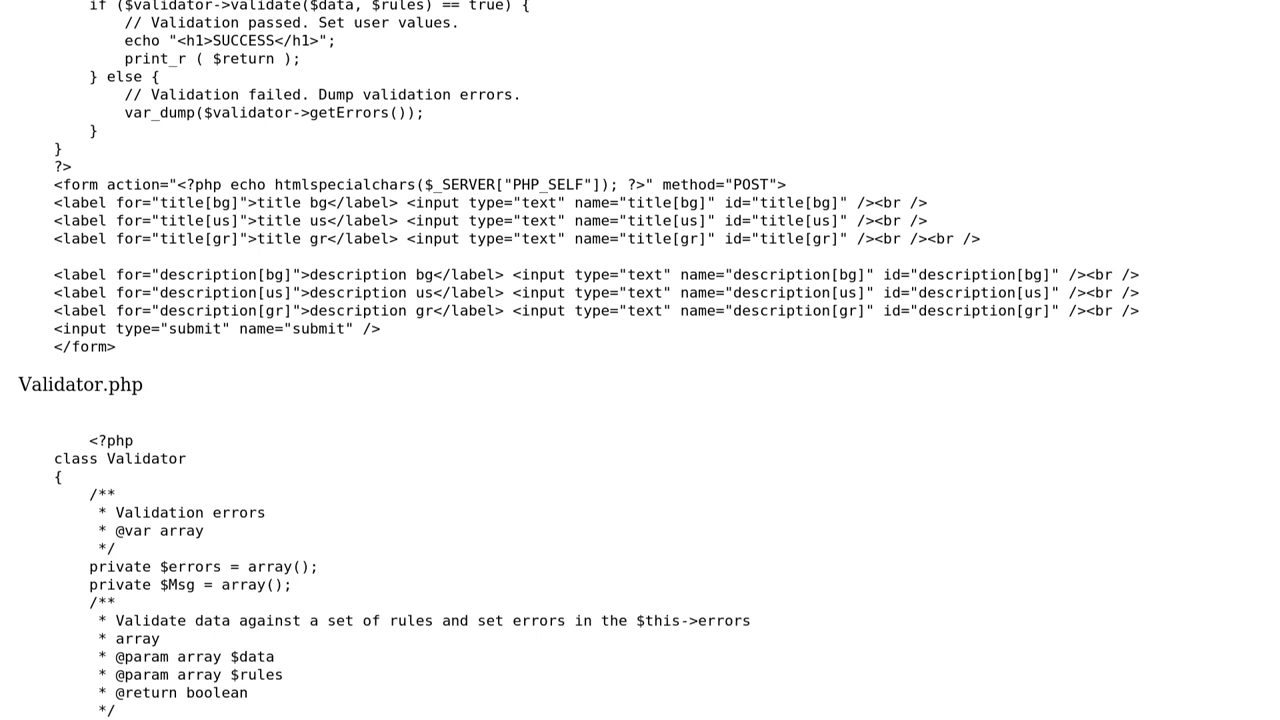 if ($validator->validate($data, $rules) == true) {
// Validation passed. Set user values.
echo "<h1>SUCCESS</h1>";
print_r ( $return );
} else {
// Validation failed. Dump validation errors.
var_dump($validator->getErrors());
}
}
?>
<form action="<?php echo htmlspecialchars($_SERVER["PHP_SELF"]); ?>" method="POST">
<label for="title[bg]">title bg</label> <input type="text" name="title[bg]" id="title[bg]" /><br />
<label for="title[us]">title us</label> <input type="text" name="title[us]" id="title[us]" /><br />
<label for="title[gr]">title gr</label> <input type="text" name="title[gr]" id="title[gr]" /><br /><br />
<label for="description[bg]">description bg</label> <input type="text" name="description[bg]" id="description[bg]" /><br />
<label for="description[us]">description us</label> <input type="text" name="description[us]" id="description[us]" /><br />
<label for="description[gr]">description gr</label> <input type="text" name="description[gr]" id="description[gr]" /><br />
<input type="submit" name="submit" />
</form>
Validator.php
<?php
class Validator
{
/**
* Validation errors
* @var array
*/
private $errors = array();
private $Msg = array();
/**
* Validate data against a set of rules and set errors in the $this->errors
* array
* @param array $data
* @param array $rules
* @return boolean
*/